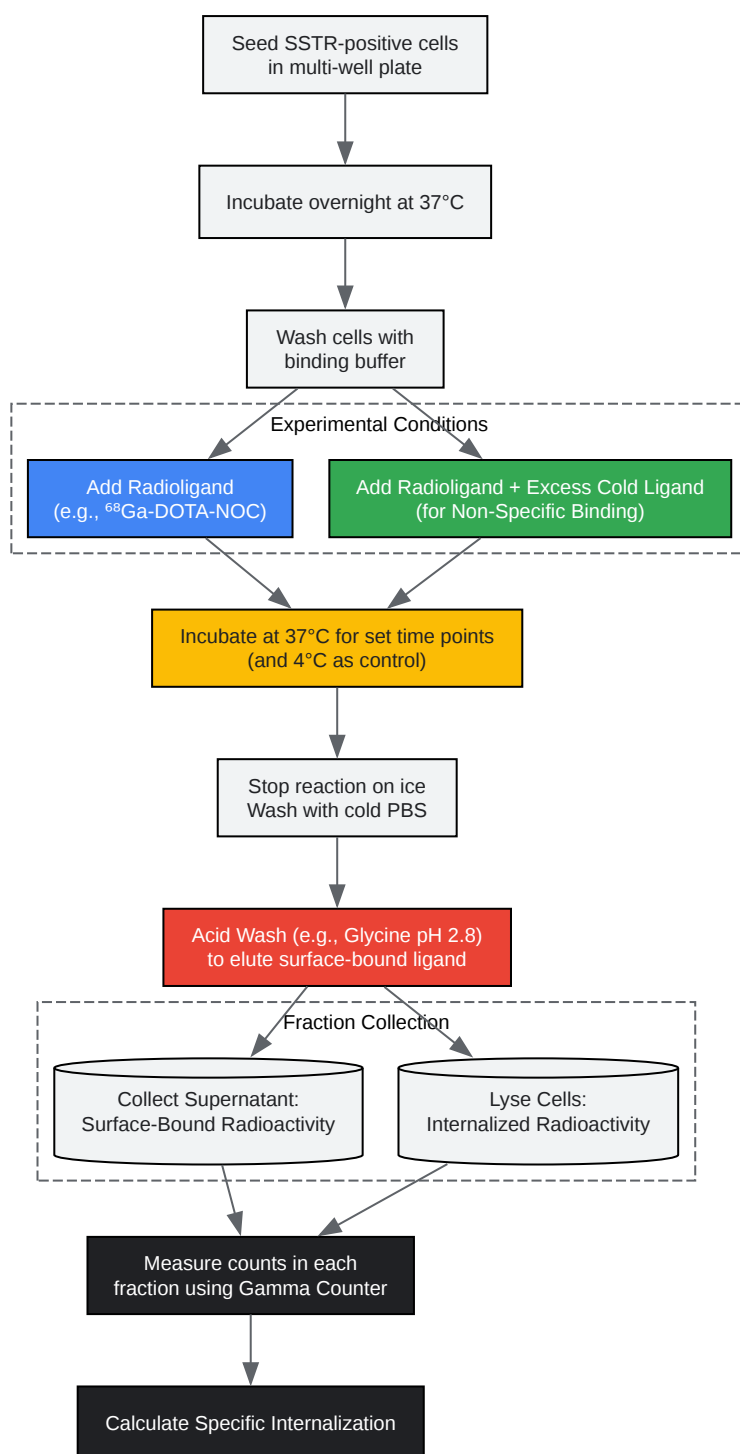 Seed SSTR-positive cells
in multi-well plate
Incubate overnight at 37°C
Wash cells with
binding buffer
Experimental Conditions
Add Radioligand
(e.g., ⁶⁸Ga-DOTA-NOC)
Add Radioligand + Excess Cold Ligand
(for Non-Specific Binding)
Incubate at 37°C for set time points
(and 4°C as control)
Stop reaction on ice
Wash with cold PBS
Acid Wash (e.g., Glycine pH 2.8)
to elute surface-bound ligand
Fraction Collection
Collect Supernatant:
Surface-Bound Radioactivity
Lyse Cells:
Internalized Radioactivity
Measure counts in each
fraction using Gamma Counter
Calculate Specific Internalization